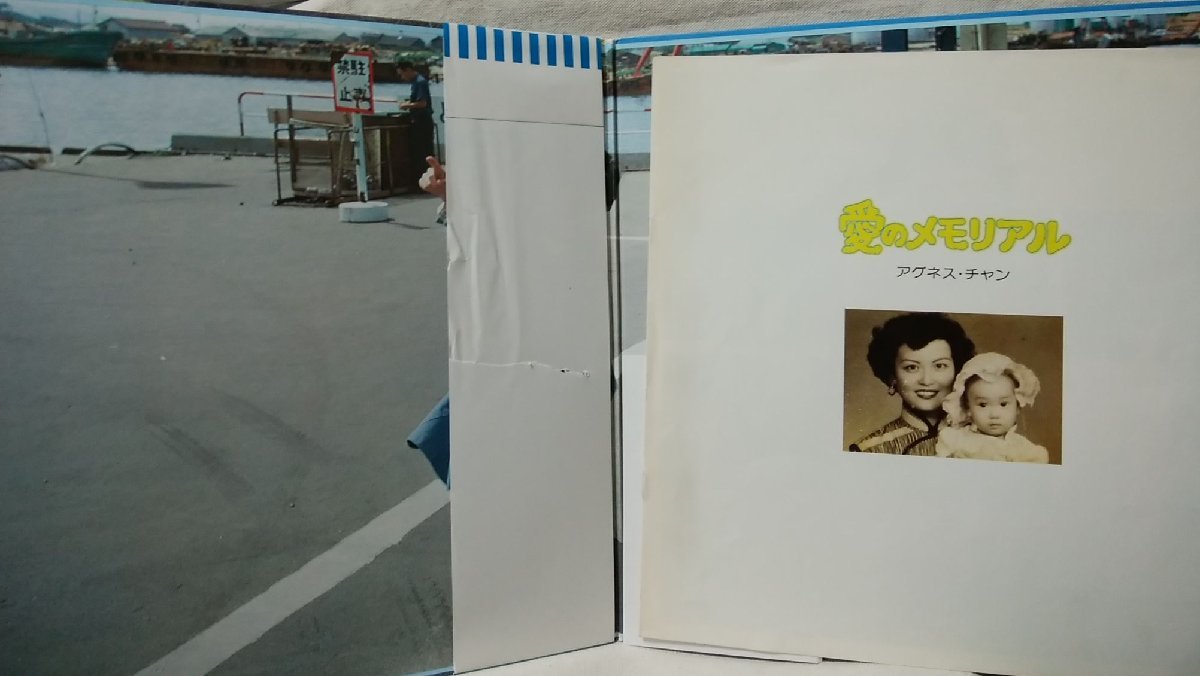 禁駐
止車
愛のメモリアル
アグネス・チャン